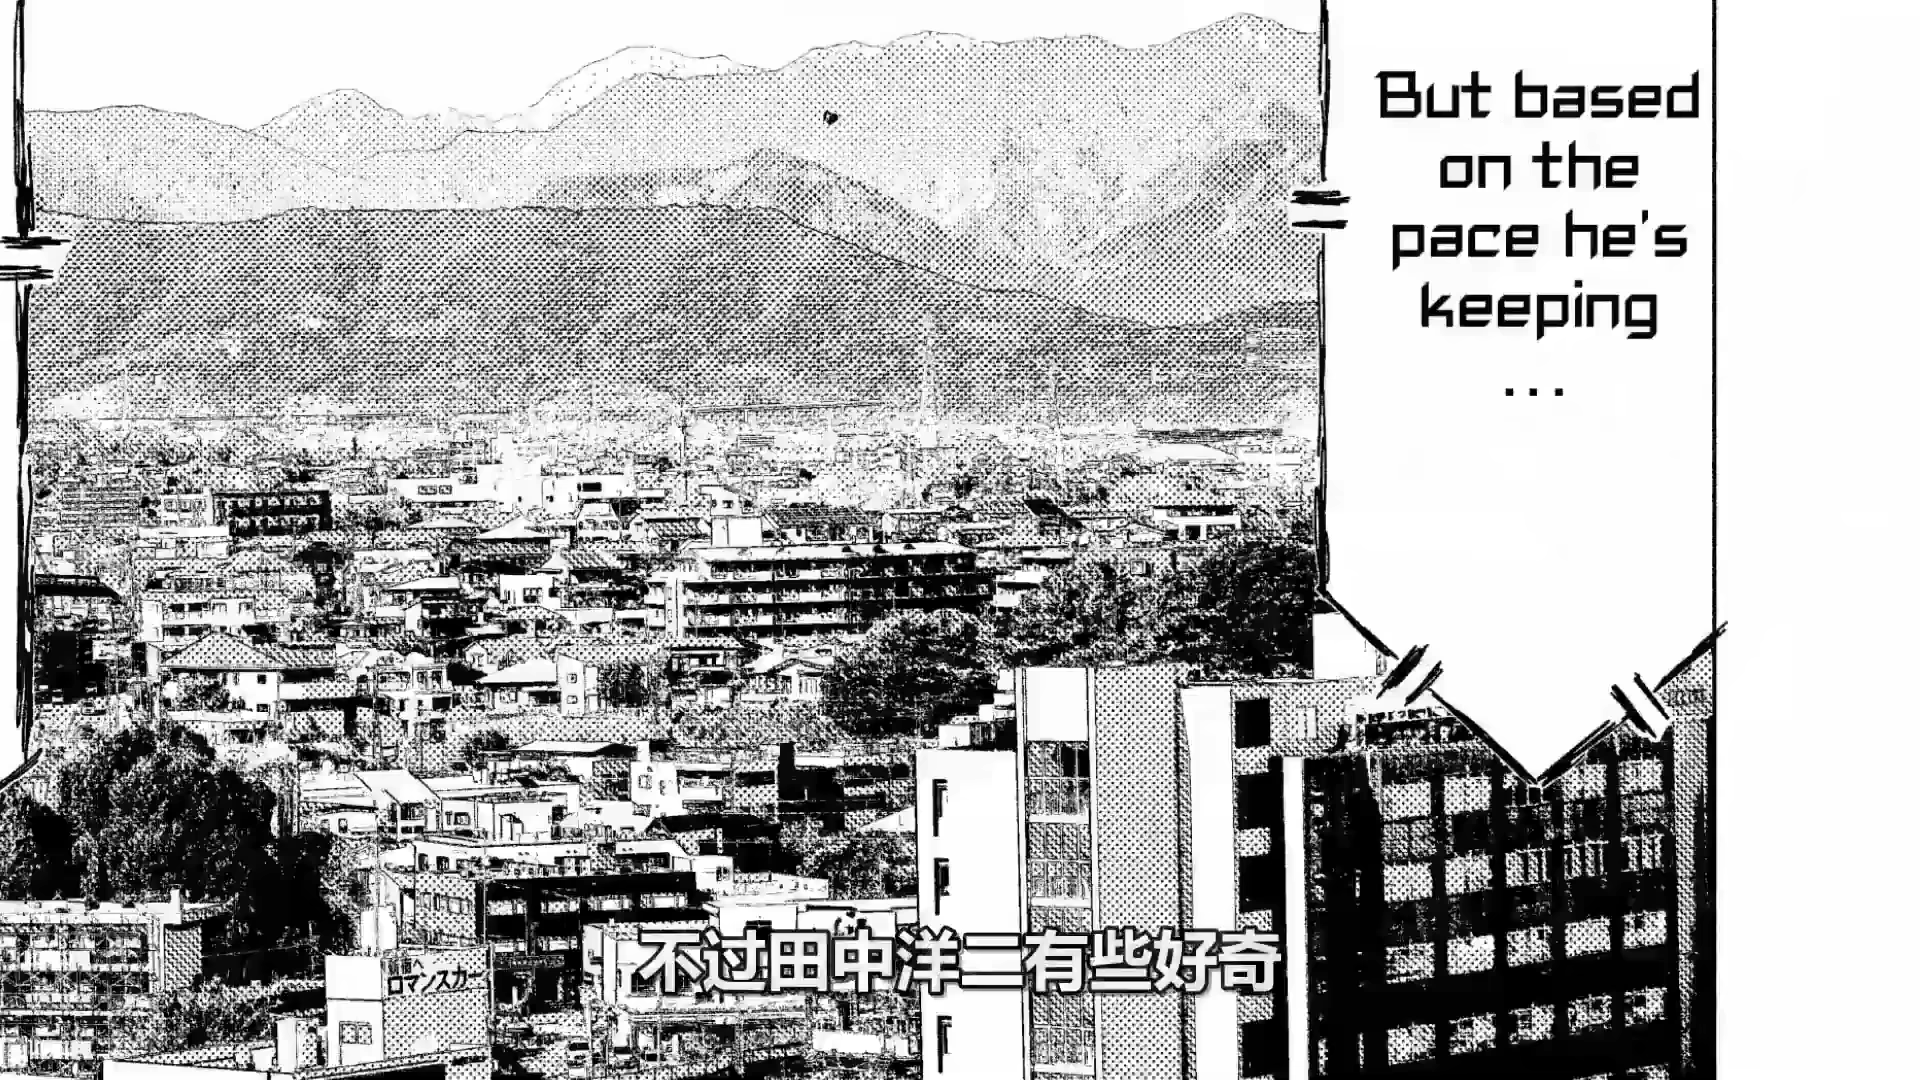 But based
on the
pace he's
keeping
...
ロマンスカー
不过田中洋二有些好奇